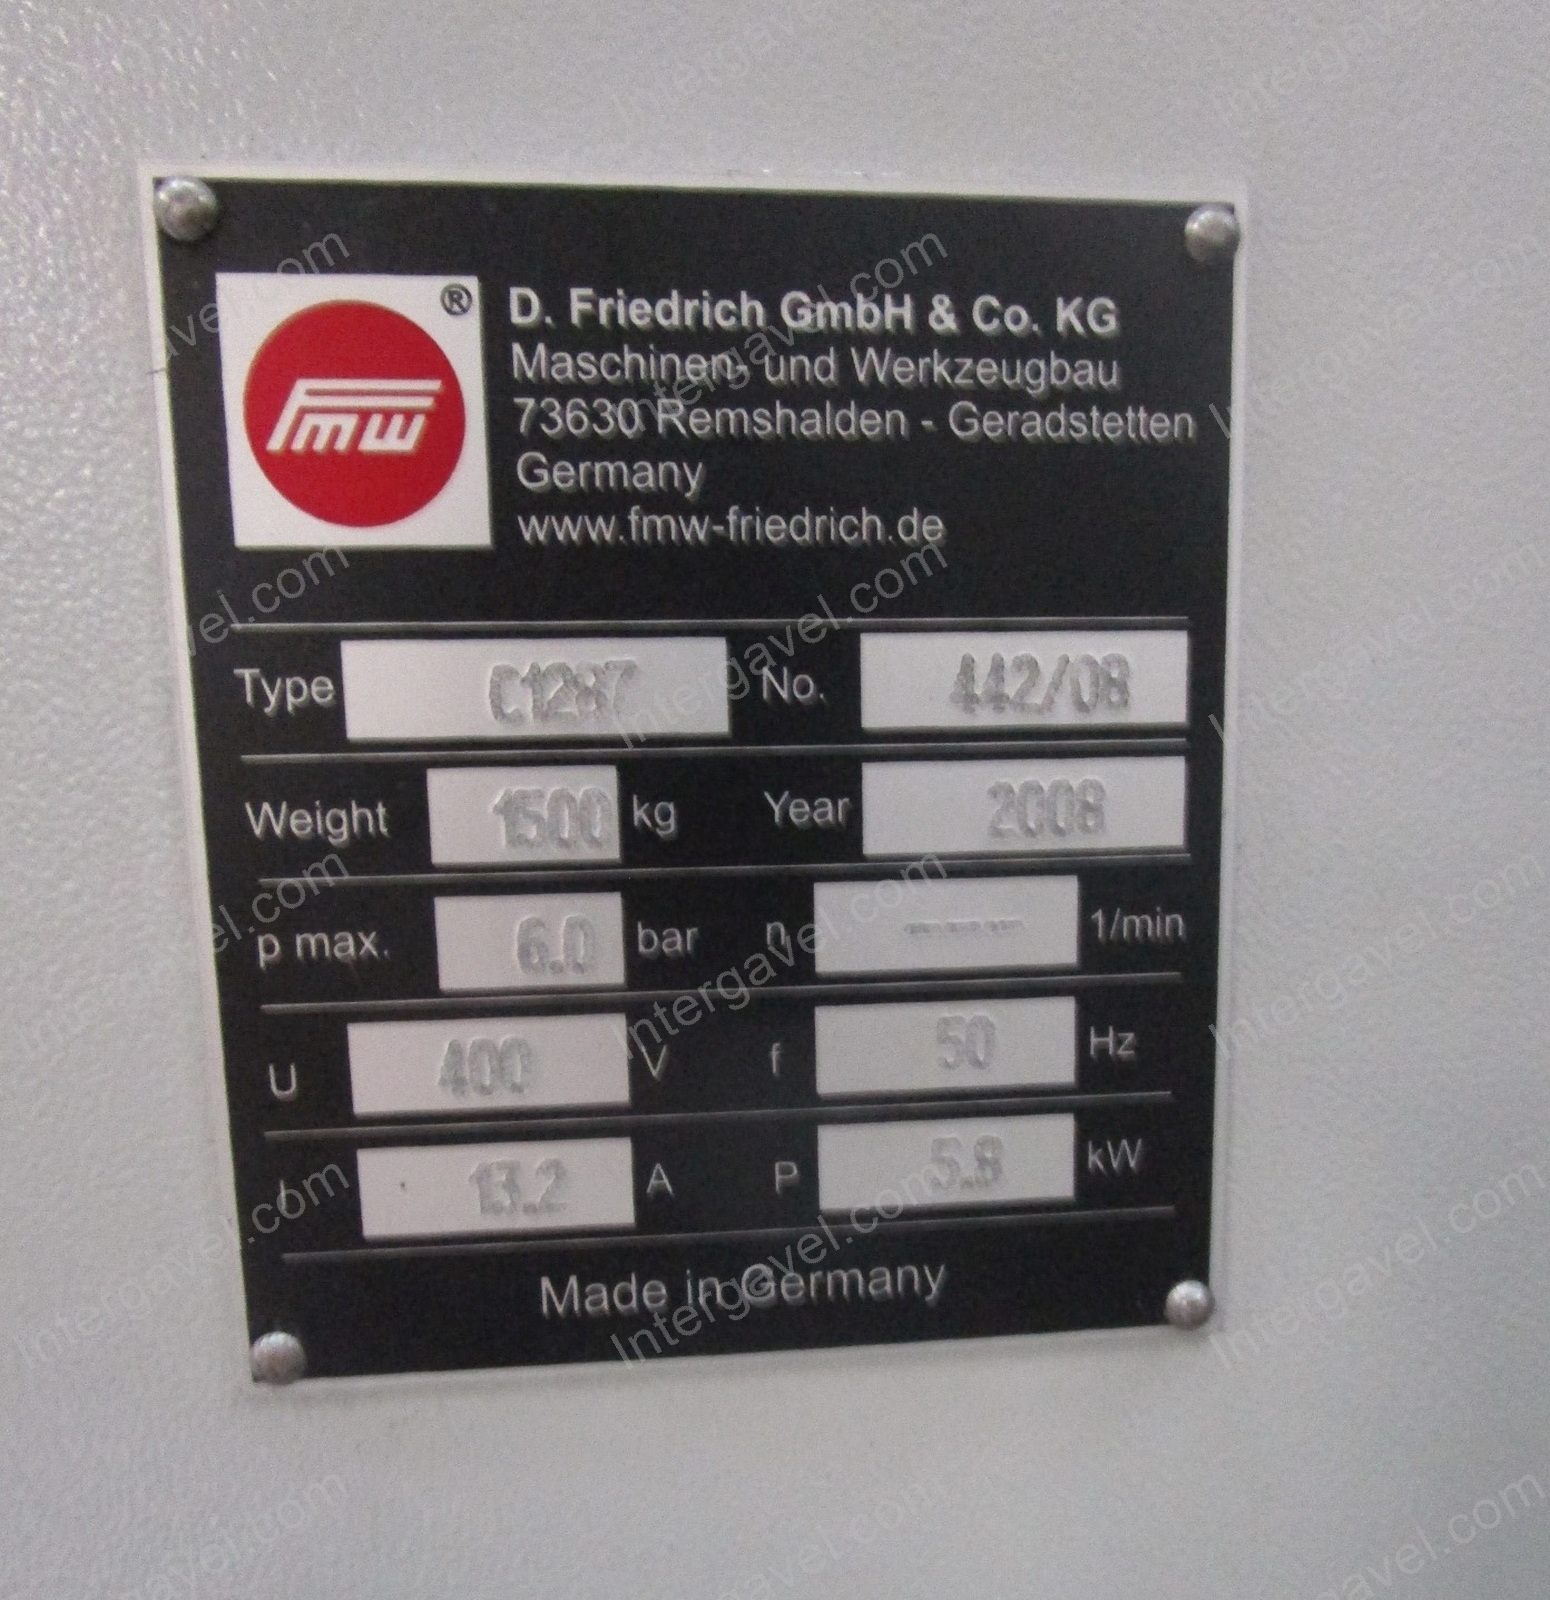 ®
fmw
D. Friedrich GmbH & Co. KG
Maschinen- und Werkzeugbau
73630 Remshalden - Geradstetten
Germany
www.fmw-friedrich.de
Type C1287 No. 442/08
Weight 1500 kg Year 2008
p max. 6.0 bar n ------- 1/min
U 400 V f 50 Hz
I 13.2 A P 5.8 kW
Made in Germany
Intergavel.com